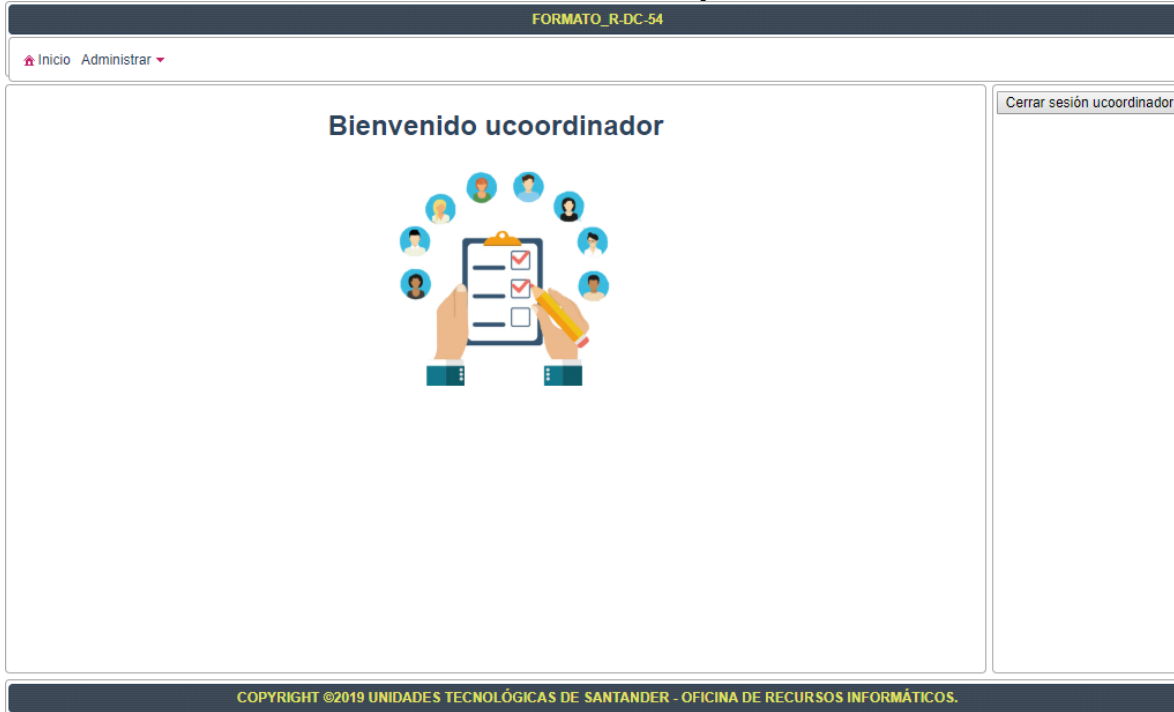 FORMATO_R-DC-54
Inicio Administrar
Bienvenido ucoordinador
Cerrar sesión ucoordinador
COPYRIGHT ©2019 UNIDADES TECNOLÓGICAS DE SANTANDER - OFICINA DE RECURSOS INFORMÁTICOS.